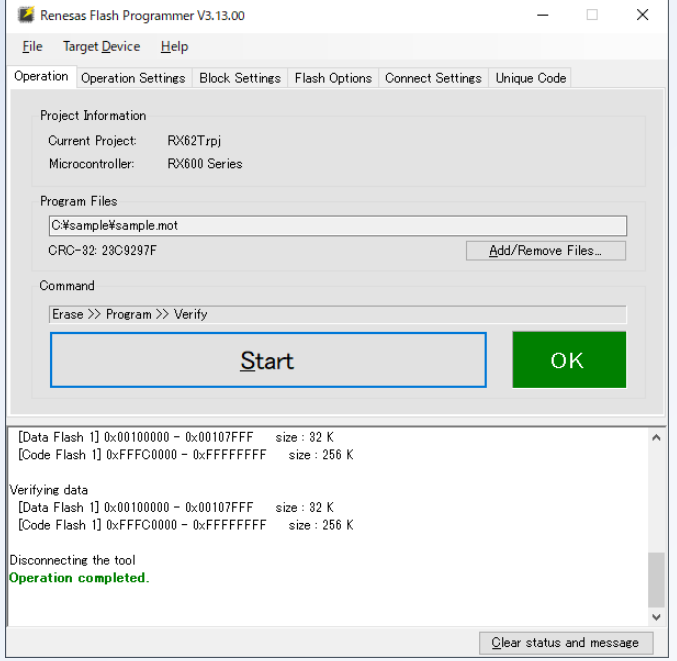 Renesas Flash Programmer V3.13.00
File Target Device Help
Operation Operation Settings Block Settings Flash Options Connect Settings Unique Code
Project Information
Current Project: RX62T.rpj
Microcontroller: RX600 Series
Program Files
C:¥sample¥sample.mot
CRC-32: 23C9297F
Add/Remove Files...
Command
Erase >> Program >> Verify
Start
OK
[Data Flash 1] 0x00100000 - 0x00107FFF size : 32 K
[Code Flash 1] 0xFFFC0000 - 0xFFFFFFFF size : 256 K
Verifying data
[Data Flash 1] 0x00100000 - 0x00107FFF size : 32 K
[Code Flash 1] 0xFFFC0000 - 0xFFFFFFFF size : 256 K
Disconnecting the tool
Operation completed.
Clear status and message